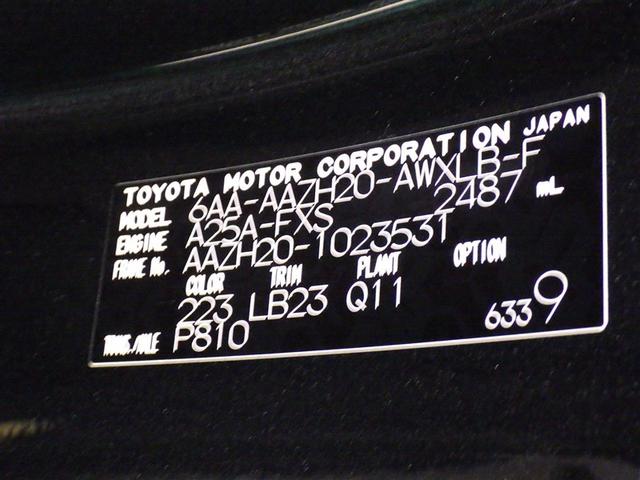 TOYOTA MOTOR CORPORATION JAPAN
MODEL 6AA-AAZH20-AWXLB-F
ENGINE A25A-FXS 2487 mL
FRAME No. AAZH20-1023531
COLOR TRIM PLANT OPTION
223 LB23 Q11
TRANS./AXLE P810 6339